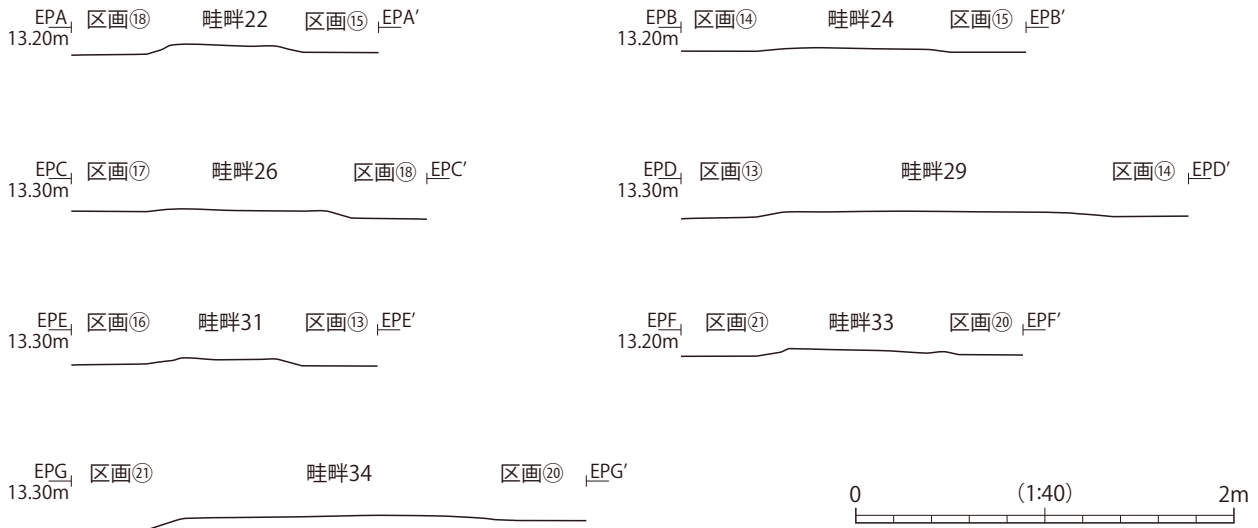 EPA 区画⑱ 畦畔22 区画⑮ EPA′
13.20m
EPB 区画⑭ 畦畔24 区画⑮ EPB′
13.20m
EPC 区画⑰ 畦畔26 区画⑱ EPC′
13.30m
EPD 区画⑬ 畦畔29 区画⑭ EPD′
13.30m
EPE 区画⑯ 畦畔31 区画⑬ EPE′
13.30m
EPF 区画㉑ 畦畔33 区画⑳ EPF′
13.20m
EPG 区画㉑ 畦畔34 区画⑳ EPG′
13.30m
0 (1:40) 2m